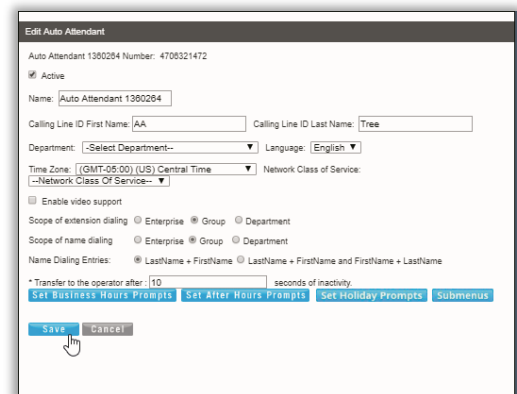 Edit Auto Attendant
Auto Attendant 1360264 Number: 4706321472
Active
Name: Auto Attendant 1360264
Calling Line ID First Name: AA Calling Line ID Last Name: Tree
Department: -Select Department-- Language: English
Time Zone: (GMT-05:00) (US) Central Time Network Class of Service:
--Network Class Of Service--
Enable video support
Scope of extension dialing Enterprise Group Department
Scope of name dialing Enterprise Group Department
Name Dialing Entries: LastName + FirstName LastName + FirstName and FirstName + LastName
* Transfer to the operator after : 10 seconds of inactivity.
Set Business Hours Prompts Set After Hours Prompts Set Holiday Prompts Submenus
Save Cancel